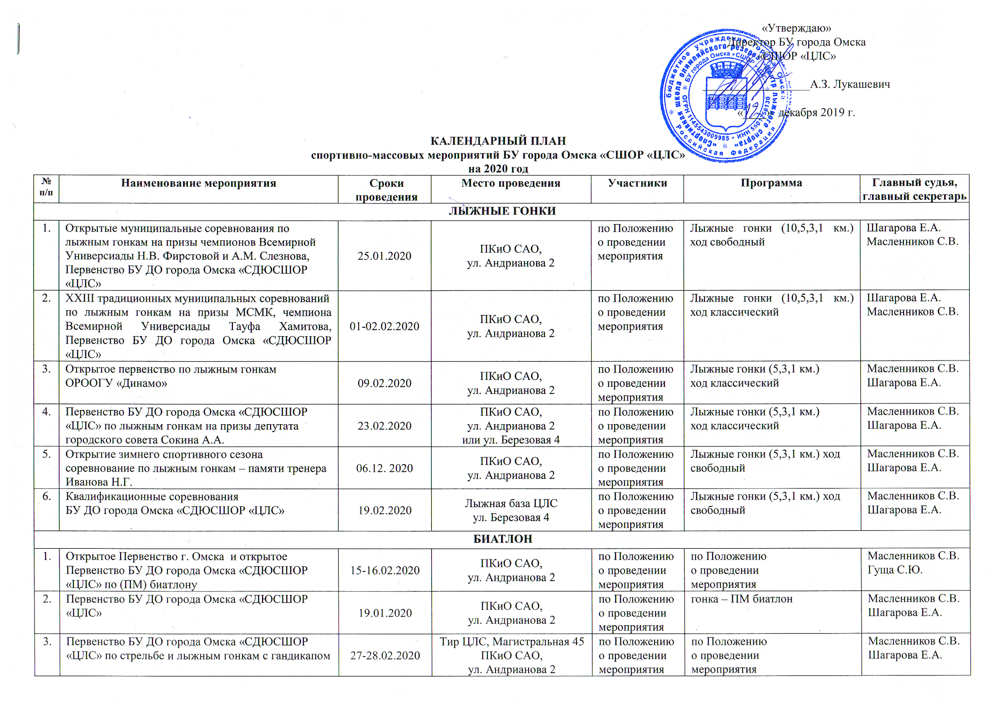 «Утверждаю»
Директор БУ города Омска
«СШОР «ЦЛС»
А.З. Лукашевич
«12» декабря 2019 г.
бюджетное учреждение города Омска
Российская Федерация
«Спортивная школа олимпийского резерва «Центр лыжного спорта»
БУ города Омска «СШОР «ЦЛС»
ОГРН 1145543009985 • ИНН 5501256130
КАЛЕНДАРНЫЙ ПЛАН
спортивно-массовых мероприятий БУ города Омска «СШОР «ЦЛС»
на 2020 год
№ п/п Наименование мероприятия Сроки проведения Место проведения Участники Программа Главный судья, главный секретарь
ЛЫЖНЫЕ ГОНКИ
1. Открытые муниципальные соревнования по
лыжным гонкам на призы чемпионов Всемирной
Универсиады Н.В. Фирстовой и А.М. Слезнова,
Первенство БУ ДО города Омска «СДЮСШОР
«ЦЛС»
25.01.2020
ПКиО САО,
ул. Андрианова 2
по Положению
о проведении
мероприятия
Лыжные гонки (10,5,3,1 км.)
ход свободный
Шагарова Е.А.
Масленников С.В.
2. XXIII традиционных муниципальных соревнований
по лыжным гонкам на призы МСМК, чемпиона
Всемирной Универсиады Тауфа Хамитова,
Первенство БУ ДО города Омска «СДЮСШОР
«ЦЛС»
01-02.02.2020
ПКиО САО,
ул. Андрианова 2
по Положению
о проведении
мероприятия
Лыжные гонки (10,5,3,1 км.)
ход классический
Шагарова Е.А.
Масленников С.В.
3. Открытое первенство по лыжным гонкам
ОРООГУ «Динамо»
09.02.2020
ПКиО САО,
ул. Андрианова 2
по Положению
о проведении
мероприятия
Лыжные гонки (5,3,1 км.)
ход классический
Масленников С.В.
Шагарова Е.А.
4. Первенство БУ ДО города Омска «СДЮСШОР
«ЦЛС» по лыжным гонкам на призы депутата
городского совета Сокина А.А.
23.02.2020
ПКиО САО,
ул. Андрианова 2
или ул. Березовая 4
по Положению
о проведении
мероприятия
Лыжные гонки (5,3,1 км.)
ход классический
Масленников С.В.
Шагарова Е.А.
5. Открытие зимнего спортивного сезона
соревнование по лыжным гонкам – памяти тренера
Иванова Н.Г.
06.12. 2020
ПКиО САО,
ул. Андрианова 2
по Положению
о проведении
мероприятия
Лыжные гонки (5,3,1 км.) ход
свободный
Масленников С.В.
Шагарова Е.А.
6. Квалификационные соревнования
БУ ДО города Омска «СДЮСШОР «ЦЛС»
19.02.2020
Лыжная база ЦЛС
ул. Березовая 4
по Положению
о проведении
мероприятия
Лыжные гонки (5,3,1 км.) ход
свободный
Масленников С.В.
Шагарова Е.А.
БИАТЛОН
1. Открытое Первенство г. Омска и открытое
Первенство БУ ДО города Омска «СДЮСШОР
«ЦЛС» по (ПМ) биатлону
15-16.02.2020
ПКиО САО,
ул. Андрианова 2
по Положению
о проведении
мероприятия
по Положению
о проведении
мероприятия
Масленников С.В.
Гуща С.Ю.
2. Первенство БУ ДО города Омска «СДЮСШОР
«ЦЛС»
19.01.2020
ПКиО САО,
ул. Андрианова 2
по Положению
о проведении
мероприятия
гонка – ПМ биатлон
Масленников С.В.
Шагарова Е.А.
3. Первенство БУ ДО города Омска «СДЮСШОР
«ЦЛС» по стрельбе и лыжным гонкам с гандикапом
27-28.02.2020
Тир ЦЛС, Магистральная 45
ПКиО САО,
ул. Андрианова 2
по Положению
о проведении
мероприятия
по Положению
о проведении
мероприятия
Масленников С.В.
Шагарова Е.А.